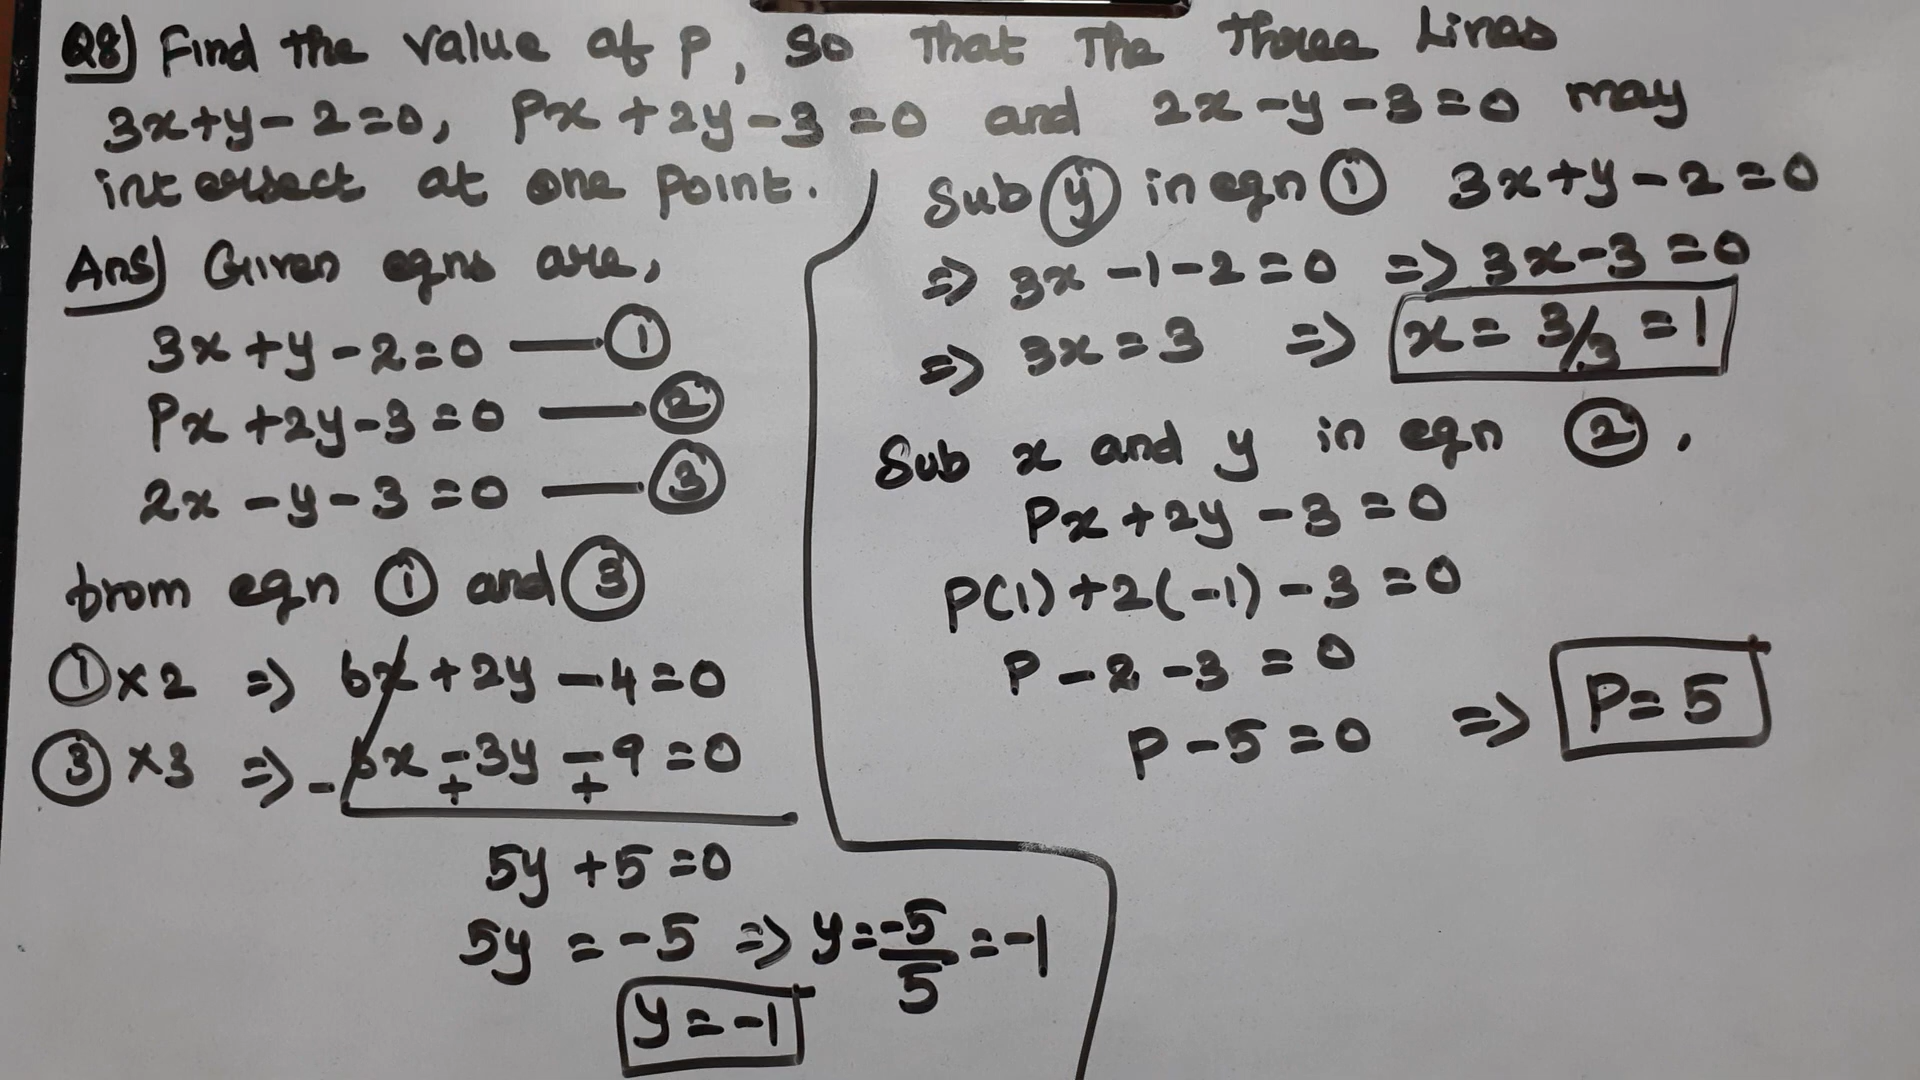 Q8) Find the value of P, so that the three lines
3x+y-2=0, Px+2y-3=0 and 2x-y-3=0 may
intersect at one point.
Ans) Given eqns are,
3x+y-2=0 — ①
Px+2y-3=0 — ②
2x-y-3=0 — ③
from eqn ① and ③
①×2 => 6x+2y-4=0
③×3 => - 6x-3y-9=0
+ +
5y+5=0
5y=-5 => y=-5/5=-1
y=-1
Sub ⓨ in eqn ① 3x+y-2=0
=> 3x-1-2=0 => 3x-3=0
=> 3x=3 => x=3/3=1
Sub x and y in eqn ②.
Px+2y-3=0
P(1)+2(-1)-3=0
P-2-3=0
P-5=0 => P=5